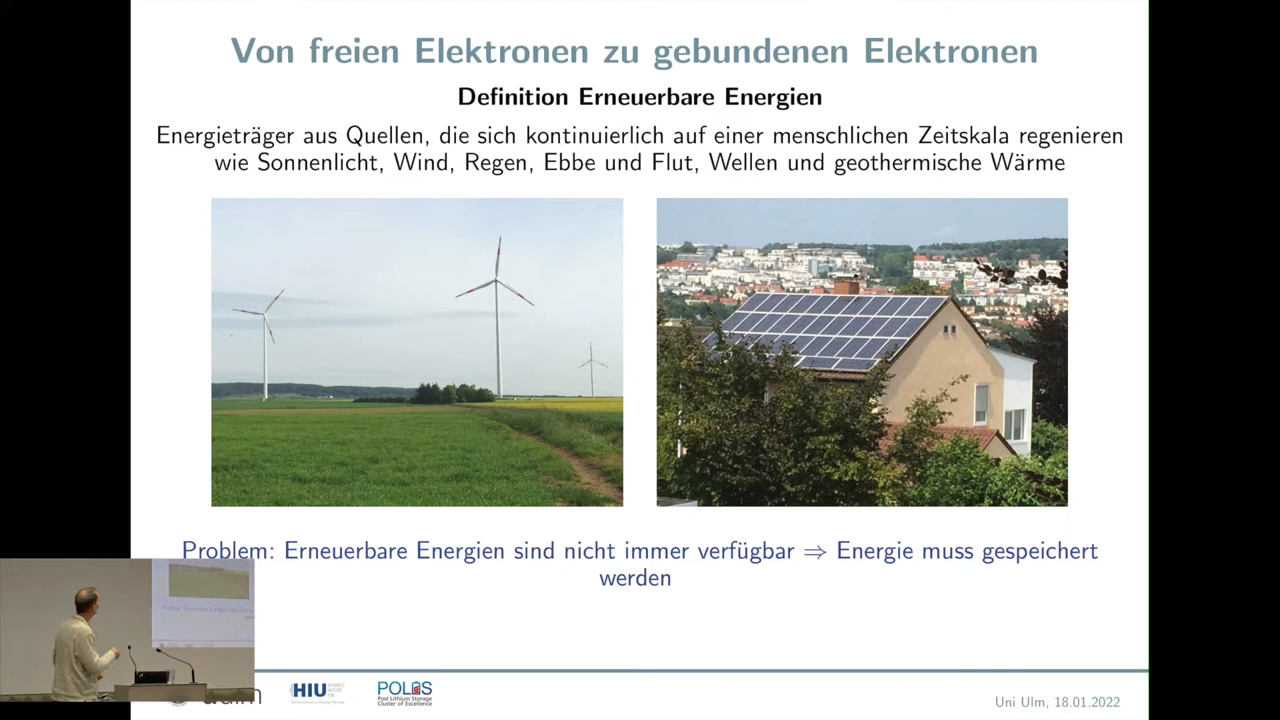 Von freien Elektronen zu gebundenen Elektronen
Definition Erneuerbare Energien
Energieträger aus Quellen, die sich kontinuierlich auf einer menschlichen Zeitskala regenieren
wie Sonnenlicht, Wind, Regen, Ebbe und Flut, Wellen und geothermische Wärme
Problem: Erneuerbare Energien sind nicht immer verfügbar ⇒ Energie muss gespeichert
werden
HIU
POLiS
Post Lithium Storage
Cluster of Excellence
Uni Ulm, 18.01.2022